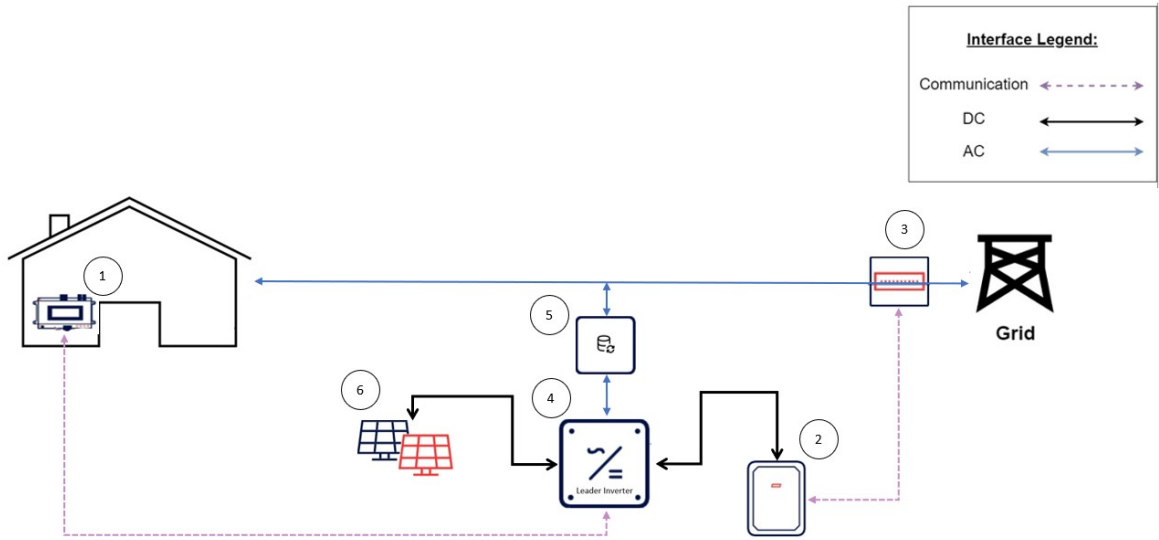 Interface Legend:
Communication
DC
AC
3
1
Grid
5
6
4
2
Leader Inverter